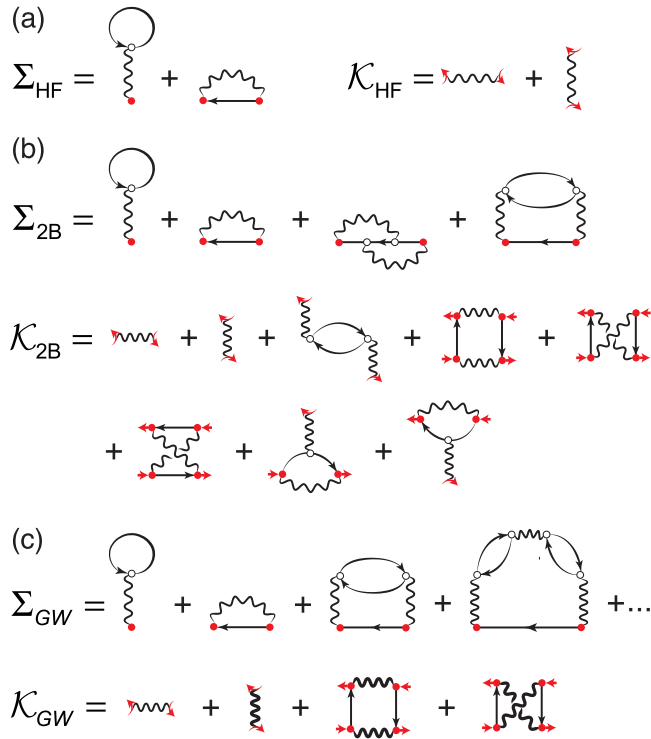 (a)
Σ_HF = + 𝒦_HF = +
(b)
Σ_2B = + + +
𝒦_2B = + + + +
+ + +
(c)
Σ_GW = + + + +...
𝒦_GW = + + +